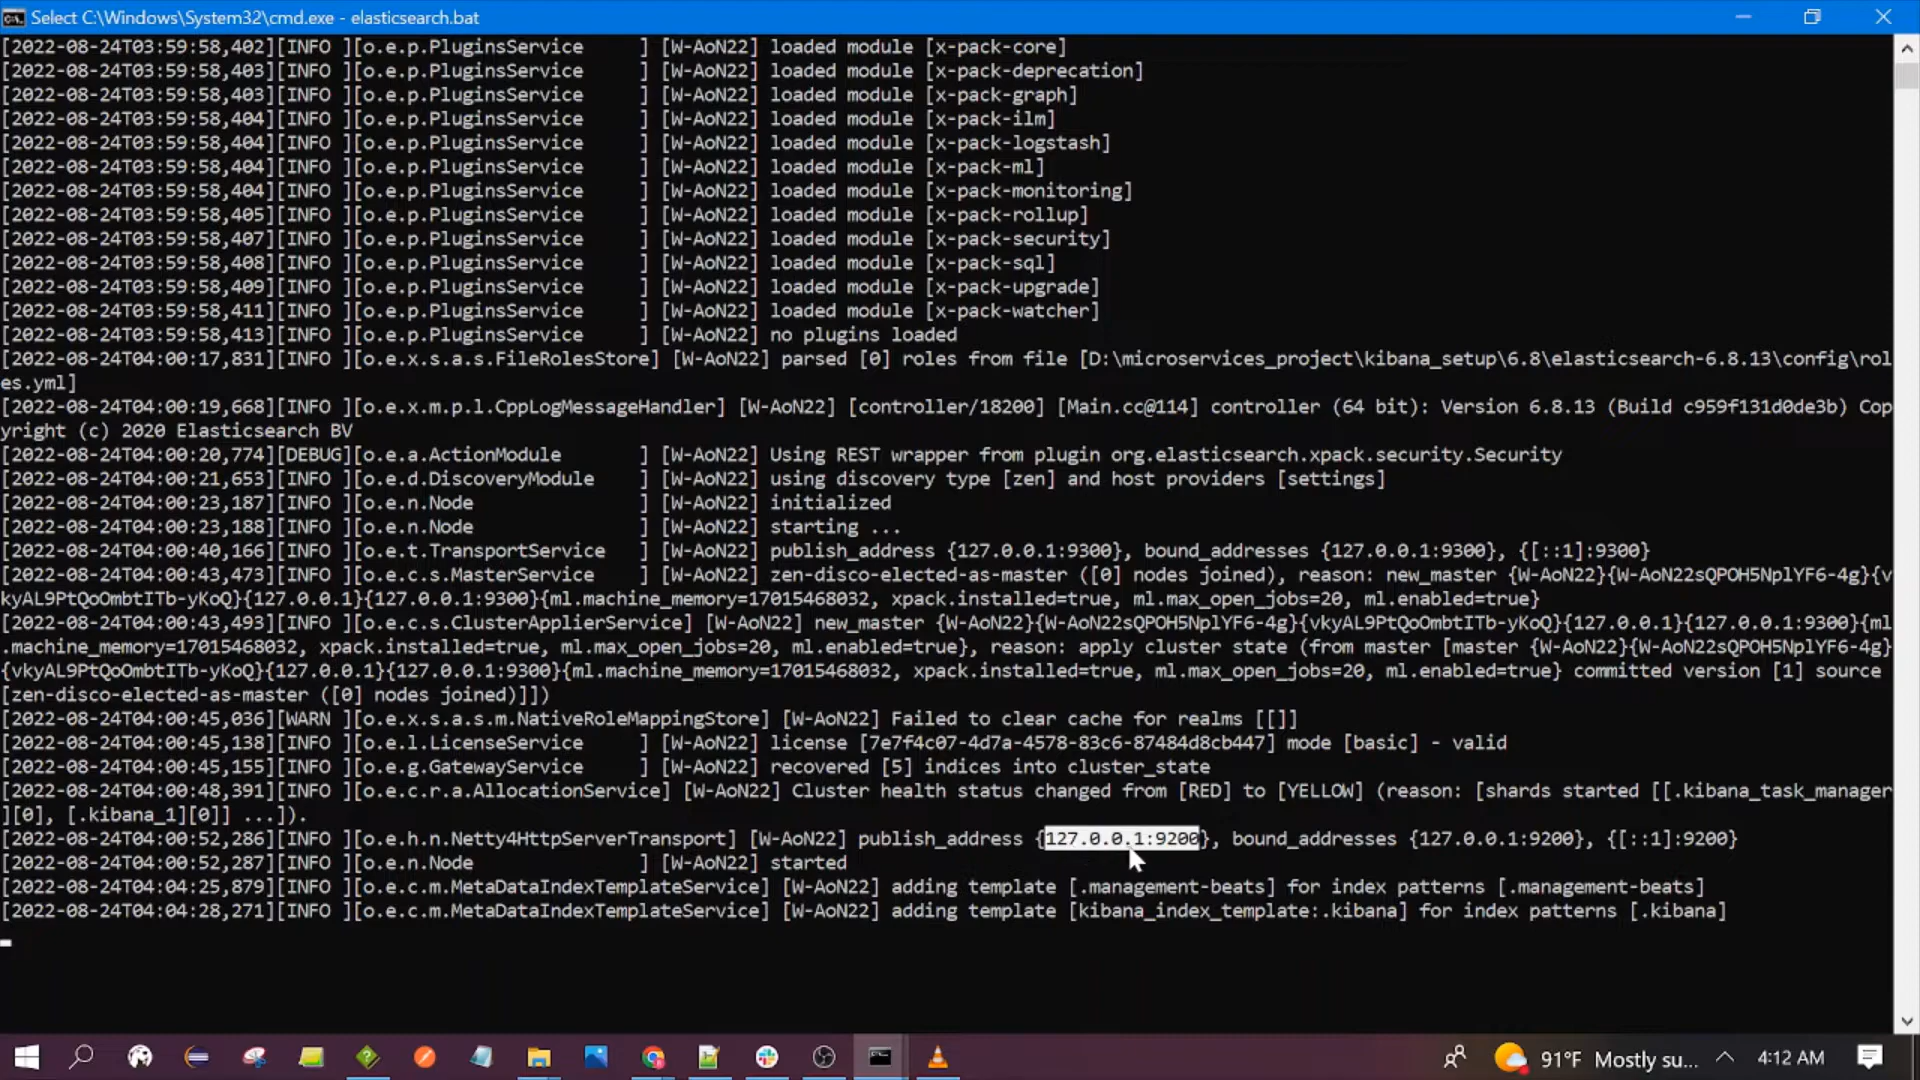 Select C:\Windows\System32\cmd.exe - elasticsearch.bat
[2022-08-24T03:59:58,402][INFO ][o.e.p.PluginsService     ] [W-AoN22] loaded module [x-pack-core]
[2022-08-24T03:59:58,403][INFO ][o.e.p.PluginsService     ] [W-AoN22] loaded module [x-pack-deprecation]
[2022-08-24T03:59:58,403][INFO ][o.e.p.PluginsService     ] [W-AoN22] loaded module [x-pack-graph]
[2022-08-24T03:59:58,404][INFO ][o.e.p.PluginsService     ] [W-AoN22] loaded module [x-pack-ilm]
[2022-08-24T03:59:58,404][INFO ][o.e.p.PluginsService     ] [W-AoN22] loaded module [x-pack-logstash]
[2022-08-24T03:59:58,404][INFO ][o.e.p.PluginsService     ] [W-AoN22] loaded module [x-pack-ml]
[2022-08-24T03:59:58,404][INFO ][o.e.p.PluginsService     ] [W-AoN22] loaded module [x-pack-monitoring]
[2022-08-24T03:59:58,405][INFO ][o.e.p.PluginsService     ] [W-AoN22] loaded module [x-pack-rollup]
[2022-08-24T03:59:58,407][INFO ][o.e.p.PluginsService     ] [W-AoN22] loaded module [x-pack-security]
[2022-08-24T03:59:58,408][INFO ][o.e.p.PluginsService     ] [W-AoN22] loaded module [x-pack-sql]
[2022-08-24T03:59:58,409][INFO ][o.e.p.PluginsService     ] [W-AoN22] loaded module [x-pack-upgrade]
[2022-08-24T03:59:58,411][INFO ][o.e.p.PluginsService     ] [W-AoN22] loaded module [x-pack-watcher]
[2022-08-24T03:59:58,413][INFO ][o.e.p.PluginsService     ] [W-AoN22] no plugins loaded
[2022-08-24T04:00:17,831][INFO ][o.e.x.s.a.s.FileRolesStore] [W-AoN22] parsed [0] roles from file [D:\microservices_project\kibana_setup\6.8\elasticsearch-6.8.13\config\rol
es.yml]
[2022-08-24T04:00:19,668][INFO ][o.e.x.m.p.l.CppLogMessageHandler] [W-AoN22] [controller/18200] [Main.cc@114] controller (64 bit): Version 6.8.13 (Build c959f131d0de3b) Cop
yright (c) 2020 Elasticsearch BV
[2022-08-24T04:00:20,774][DEBUG][o.e.a.ActionModule       ] [W-AoN22] Using REST wrapper from plugin org.elasticsearch.xpack.security.Security
[2022-08-24T04:00:21,653][INFO ][o.e.d.DiscoveryModule    ] [W-AoN22] using discovery type [zen] and host providers [settings]
[2022-08-24T04:00:23,187][INFO ][o.e.n.Node               ] [W-AoN22] initialized
[2022-08-24T04:00:23,188][INFO ][o.e.n.Node               ] [W-AoN22] starting ...
[2022-08-24T04:00:40,166][INFO ][o.e.t.TransportService   ] [W-AoN22] publish_address {127.0.0.1:9300}, bound_addresses {127.0.0.1:9300}, {[::1]:9300}
[2022-08-24T04:00:43,473][INFO ][o.e.c.s.MasterService    ] [W-AoN22] zen-disco-elected-as-master ([0] nodes joined), reason: new_master {W-AoN22}{W-AoN22sQPOH5NplYF6-4g}{v
kyAL9PtQoOmbtITb-yKoQ}{127.0.0.1}{127.0.0.1:9300}{ml.machine_memory=17015468032, xpack.installed=true, ml.max_open_jobs=20, ml.enabled=true}
[2022-08-24T04:00:43,493][INFO ][o.e.c.s.ClusterApplierService] [W-AoN22] new_master {W-AoN22}{W-AoN22sQPOH5NplYF6-4g}{vkyAL9PtQoOmbtITb-yKoQ}{127.0.0.1}{127.0.0.1:9300}{ml
.machine_memory=17015468032, xpack.installed=true, ml.max_open_jobs=20, ml.enabled=true}, reason: apply cluster state (from master [master {W-AoN22}{W-AoN22sQPOH5NplYF6-4g}
{vkyAL9PtQoOmbtITb-yKoQ}{127.0.0.1}{127.0.0.1:9300}{ml.machine_memory=17015468032, xpack.installed=true, ml.max_open_jobs=20, ml.enabled=true} committed version [1] source
[zen-disco-elected-as-master ([0] nodes joined)]])
[2022-08-24T04:00:45,036][WARN ][o.e.x.s.a.s.m.NativeRoleMappingStore] [W-AoN22] Failed to clear cache for realms [[]]
[2022-08-24T04:00:45,138][INFO ][o.e.l.LicenseService     ] [W-AoN22] license [7e7f4c07-4d7a-4578-83c6-87484d8cb447] mode [basic] - valid
[2022-08-24T04:00:45,155][INFO ][o.e.g.GatewayService     ] [W-AoN22] recovered [5] indices into cluster_state
[2022-08-24T04:00:48,391][INFO ][o.e.c.r.a.AllocationService] [W-AoN22] Cluster health status changed from [RED] to [YELLOW] (reason: [shards started [[.kibana_task_manager
][0], [.kibana_1][0]] ...]).
[2022-08-24T04:00:52,286][INFO ][o.e.h.n.Netty4HttpServerTransport] [W-AoN22] publish_address {127.0.0.1:9200}, bound_addresses {127.0.0.1:9200}, {[::1]:9200}
[2022-08-24T04:00:52,287][INFO ][o.e.n.Node               ] [W-AoN22] started
[2022-08-24T04:04:25,879][INFO ][o.e.c.m.MetaDataIndexTemplateService] [W-AoN22] adding template [.management-beats] for index patterns [.management-beats]
[2022-08-24T04:04:28,271][INFO ][o.e.c.m.MetaDataIndexTemplateService] [W-AoN22] adding template [kibana_index_template:.kibana] for index patterns [.kibana]
91°F Mostly su... 4:12 AM